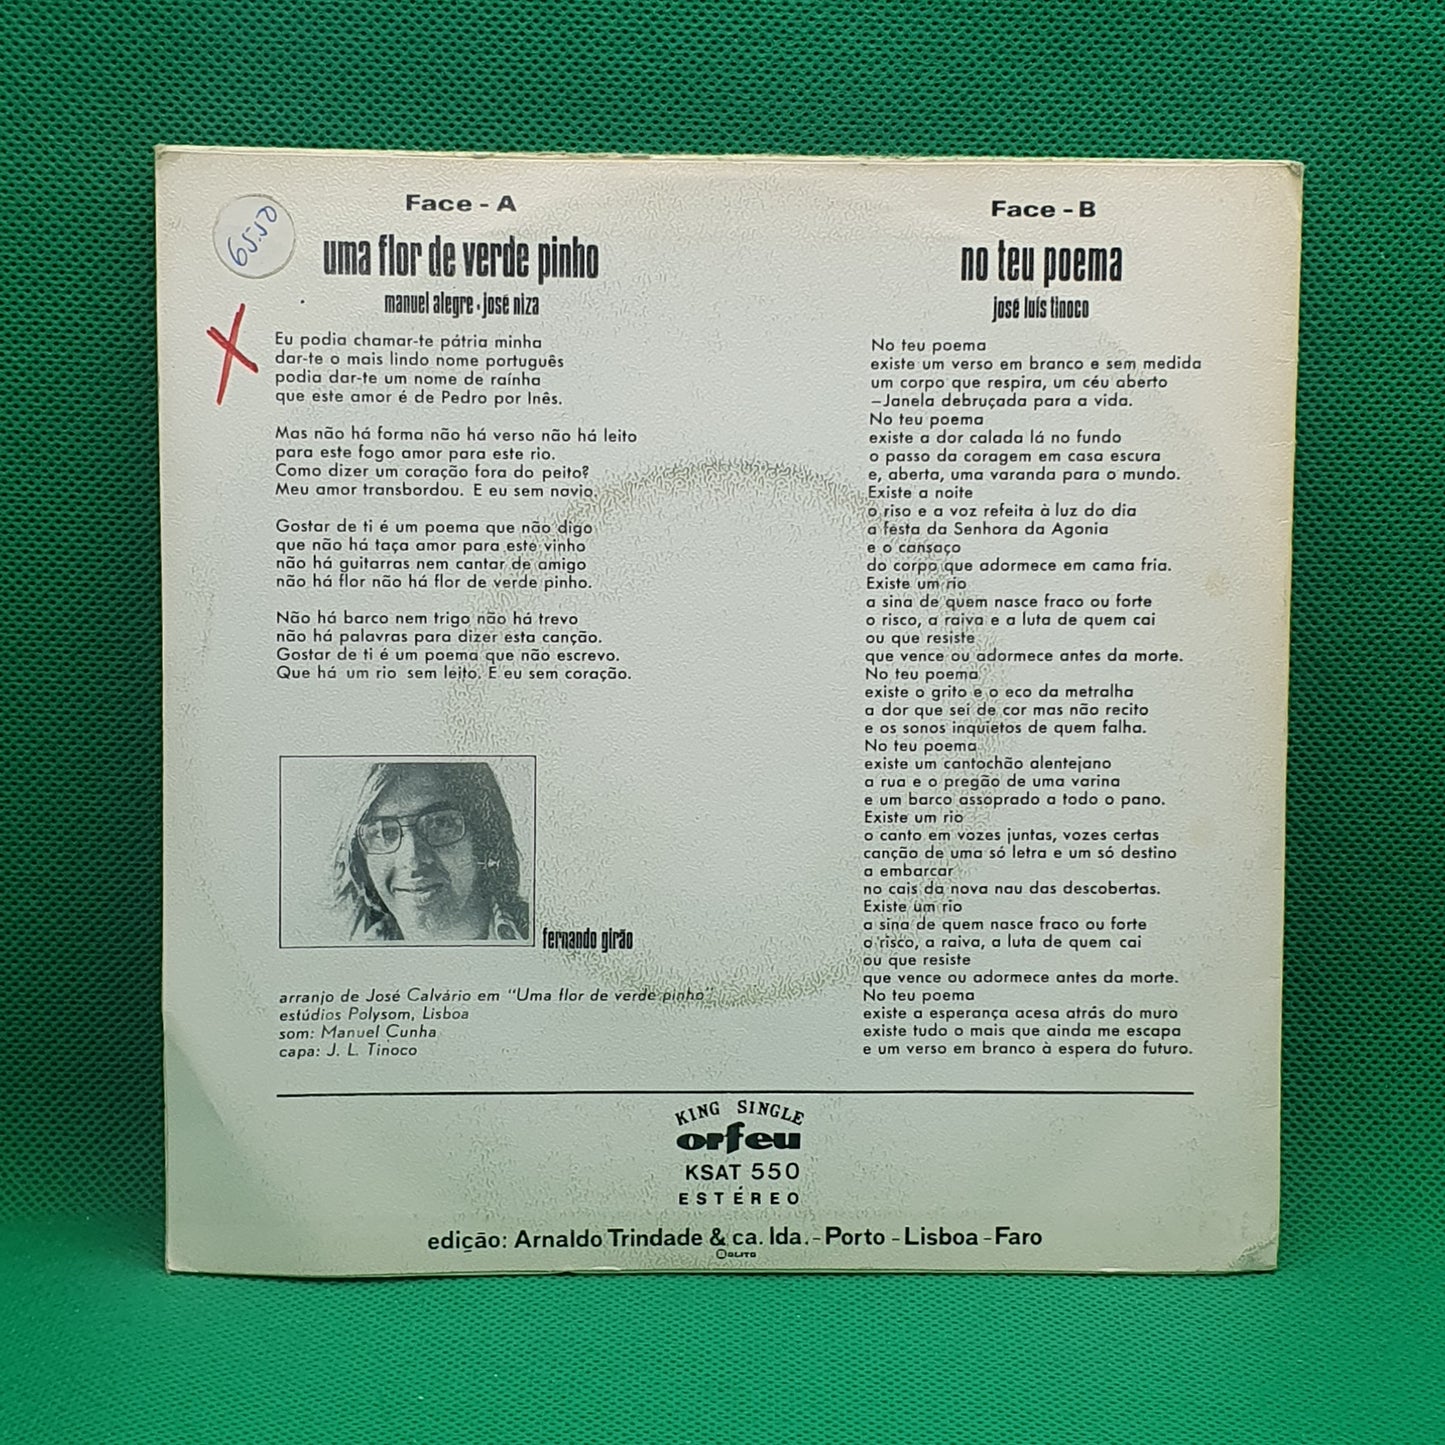 65.50
X
Face - A
uma flor de verde pinho
manuel alegre • josé niza
Eu podia chamar-te pátria minha
dar-te o mais lindo nome português
podia dar-te um nome de raínha
que este amor é de Pedro por Inês.
Mas não há forma não há verso não há leito
para este fogo amor para este rio.
Como dizer um coração fora do peito?
Meu amor transbordou. E eu sem navio.
Gostar de ti é um poema que não digo
que não há taça amor para este vinho
não há guitarras nem cantar de amigo
não há flor não há flor de verde pinho.
Não há barco nem trigo não há trevo
não há palavras para dizer esta canção.
Gostar de ti é um poema que não escrevo.
Que há um rio sem leito. E eu sem coração.
fernando girão
arranjo de José Calvário em "Uma flor de verde pinho"
estúdios Polysom, Lisboa
som: Manuel Cunha
capa: J. L. Tinoco
Face - B
no teu poema
josé luís tinoco
No teu poema
existe um verso em branco e sem medida
um corpo que respira, um céu aberto
—Janela debruçada para a vida.
No teu poema
existe a dor calada lá no fundo
o passo da coragem em casa escura
e, aberta, uma varanda para o mundo.
Existe a noite
o riso e a voz refeita à luz do dia
a festa da Senhora da Agonia
e o cansaço
do corpo que adormece em cama fria.
Existe um rio
a sina de quem nasce fraco ou forte
o risco, a raiva e a luta de quem cai
ou que resiste
que vence ou adormece antes da morte.
No teu poema
existe o grito e o eco da metralha
a dor que sei de cor mas não recito
e os sonos inquietos de quem falha.
No teu poema
existe um cantochão alentejano
a rua e o pregão de uma varina
e um barco assoprado a todo o pano.
Existe um rio
o canto em vozes juntas, vozes certas
canção de uma só letra e um só destino
a embarcar
no cais da nova nau das descobertas.
Existe um rio
a sina de quem nasce fraco ou forte
o risco, a raiva, a luta de quem cai
ou que resiste
que vence ou adormece antes da morte.
No teu poema
existe a esperança acesa atrás do muro
existe tudo o mais que ainda me escapa
e um verso em branco à espera do futuro.
KING SINGLE
orfeu
KSAT 550
ESTÉREO
edição: Arnaldo Trindade & ca. lda. - Porto - Lisboa - Faro